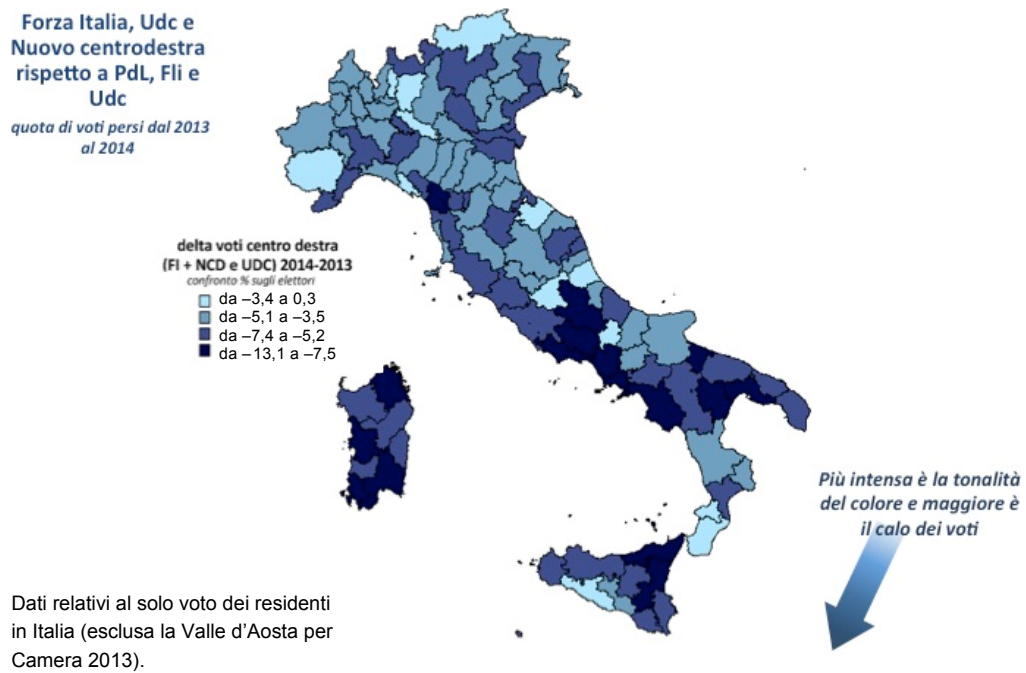 Forza Italia, Udc e
Nuovo centrodestra
rispetto a PdL, Fli e
Udc
quota di voti persi dal 2013
al 2014
delta voti centro destra
(FI + NCD e UDC) 2014-2013
confronto % sugli elettori
da –3,4 a 0,3
da –5,1 a –3,5
da –7,4 a –5,2
da –13,1 a –7,5
Più intensa è la tonalità
del colore e maggiore è
il calo dei voti
Dati relativi al solo voto dei residenti
in Italia (esclusa la Valle d’Aosta per
Camera 2013).